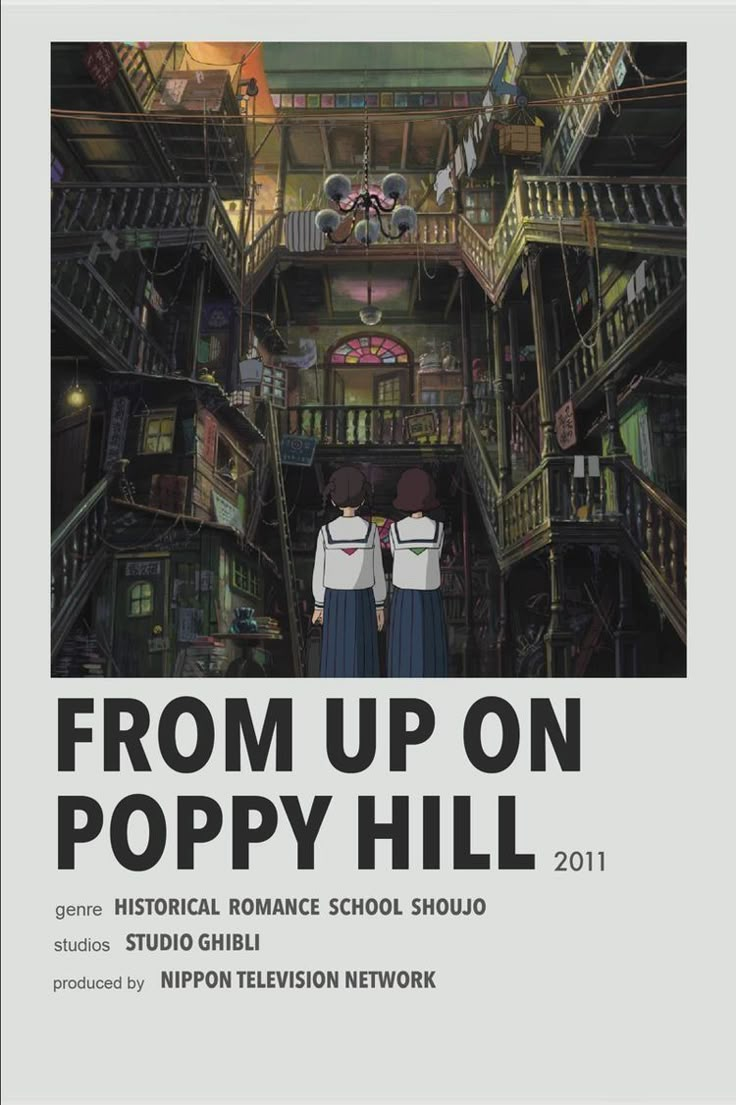 FROM UP ON
POPPY HILL 2011
genre HISTORICAL ROMANCE SCHOOL SHOUJO
studios STUDIO GHIBLI
produced by NIPPON TELEVISION NETWORK